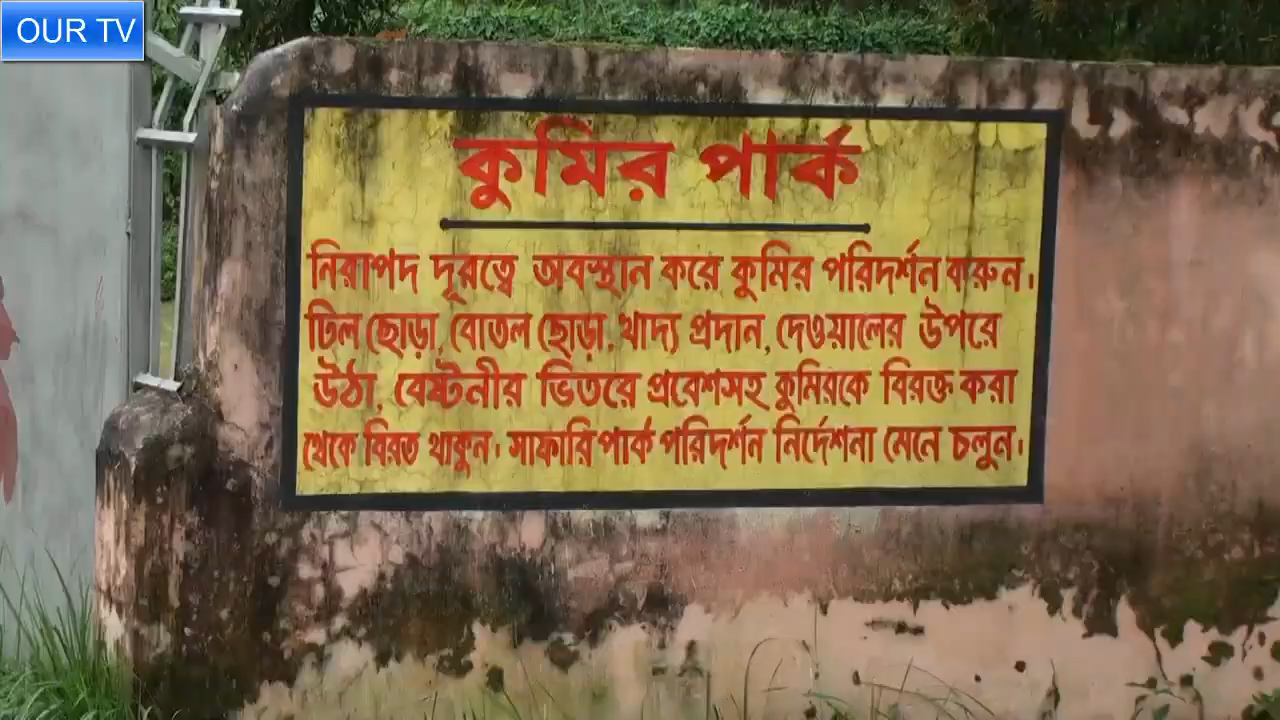 OUR TV
কুমির পার্ক
নিরাপদ দূরত্বে অবস্থান করে কুমির পরিদর্শন করুন।
ঢিল ছোড়া, বোতল ছোড়া, খাদ্য প্রদান, দেওয়ালের উপরে
উঠা, বেষ্টনীর ভিতরে প্রবেশসহ কুমিরকে বিরক্ত করা
থেকে বিরত থাকুন। সাফারি পার্ক পরিদর্শন নির্দেশনা মেনে চলুন।